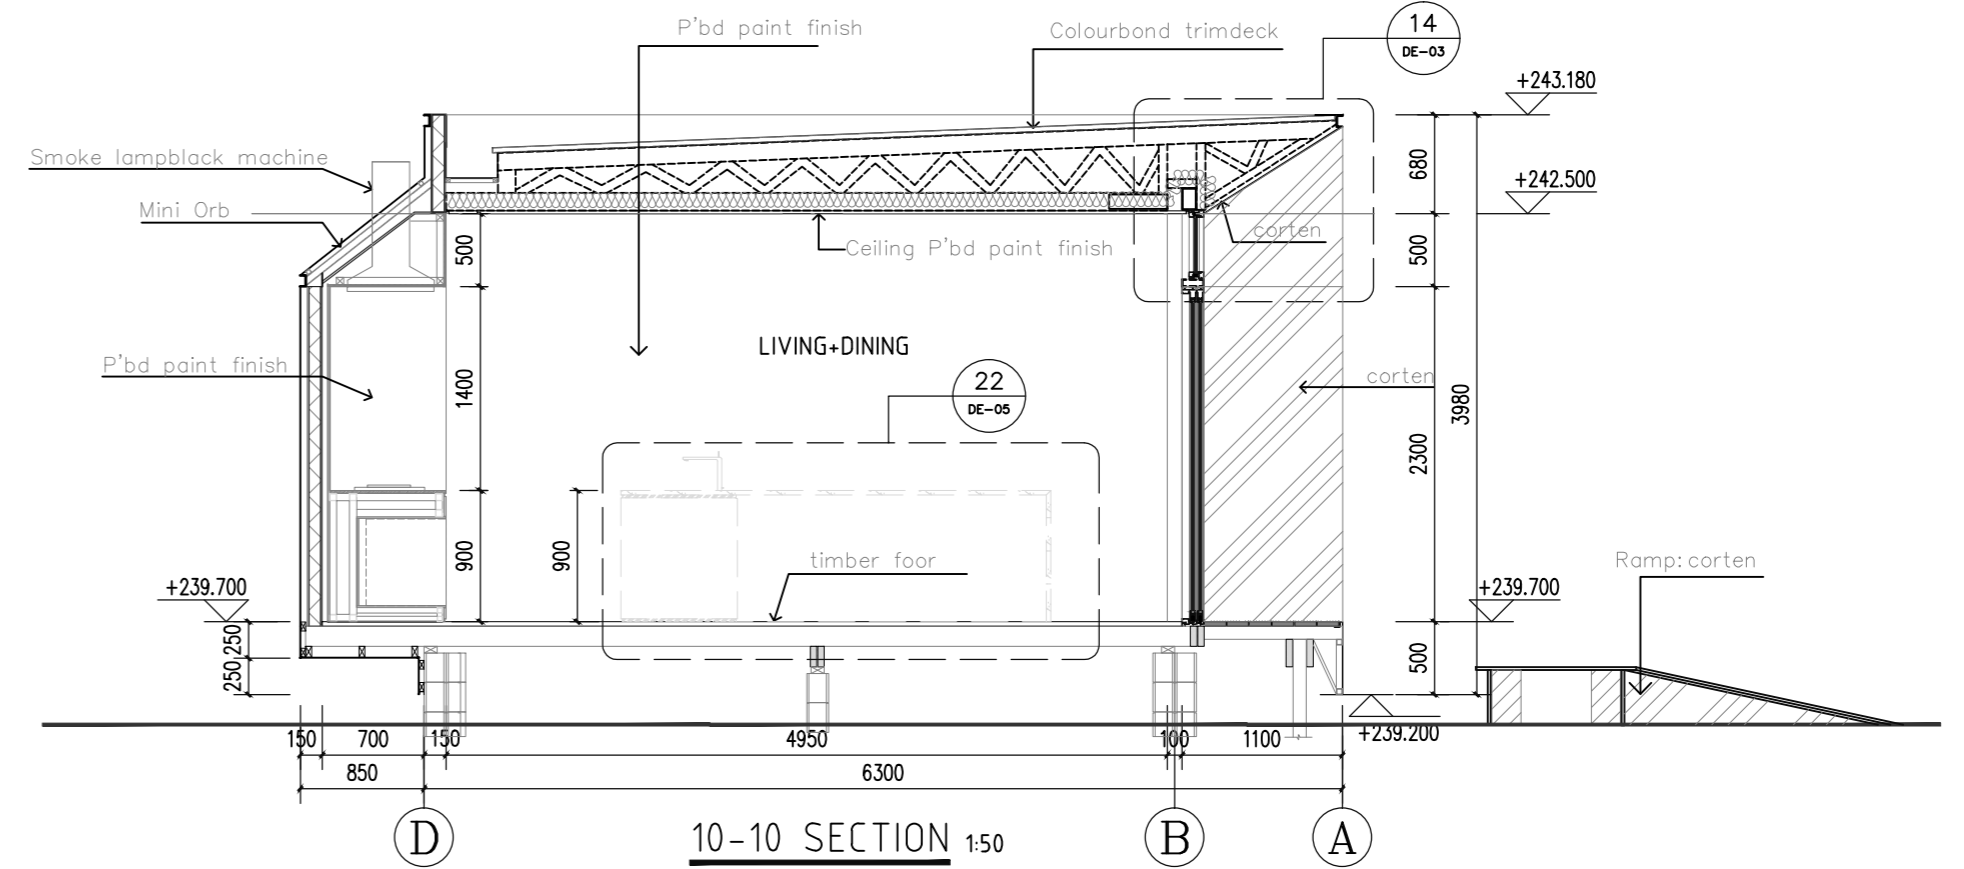 P'bd paint finish
Colourbond trimdeck
14
DE-03
+243.180
Smoke lampblack machine
680
+242.500
Mini Orb
corten
500
Ceiling P'bd paint finish
500
LIVING+DINING
P'bd paint finish
1400
22
DE-05
corten
3980
2300
900
900
timber foor
Ramp:corten
+239.700
+239.700
250
250
500
150
700
150
4950
100
1100
+239.200
850
6300
D
B
A
10-10 SECTION 1:50